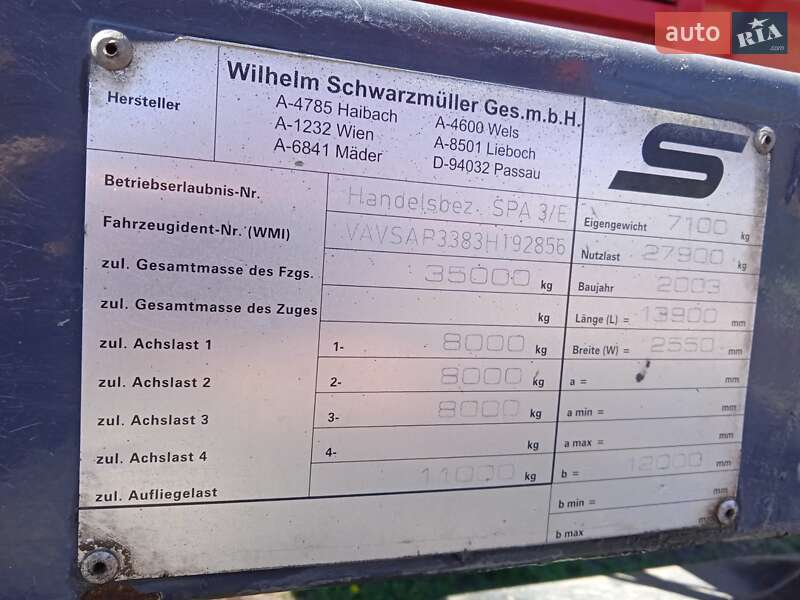 auto RIA
.com
Hersteller
Wilhelm Schwarzmüller Ges.m.b.H.
A-4785 Haibach A-4600 Wels
A-1232 Wien A-8501 Lieboch
A-6841 Mäder D-94032 Passau
S
Betriebserlaubnis-Nr. Handelsbez. SPA 3/E
Fahrzeugident-Nr. (WMI) VAVSAP3383H192856
zul. Gesamtmasse des Fzgs. 35000 kg
zul. Gesamtmasse des Zuges kg
zul. Achslast 1 1- 8000 kg
zul. Achslast 2 2- 8000 kg
zul. Achslast 3 3- 8000 kg
zul. Achslast 4 4- kg
zul. Aufliegelast 11000 kg
Eigengewicht 7100 kg
Nutzlast 27900 kg
Baujahr 2003
Länge (L) = 13900 mm
Breite (W) = 2550 mm
a = mm
a min = mm
a max = mm
b = 12000 mm
b min = mm
b max mm